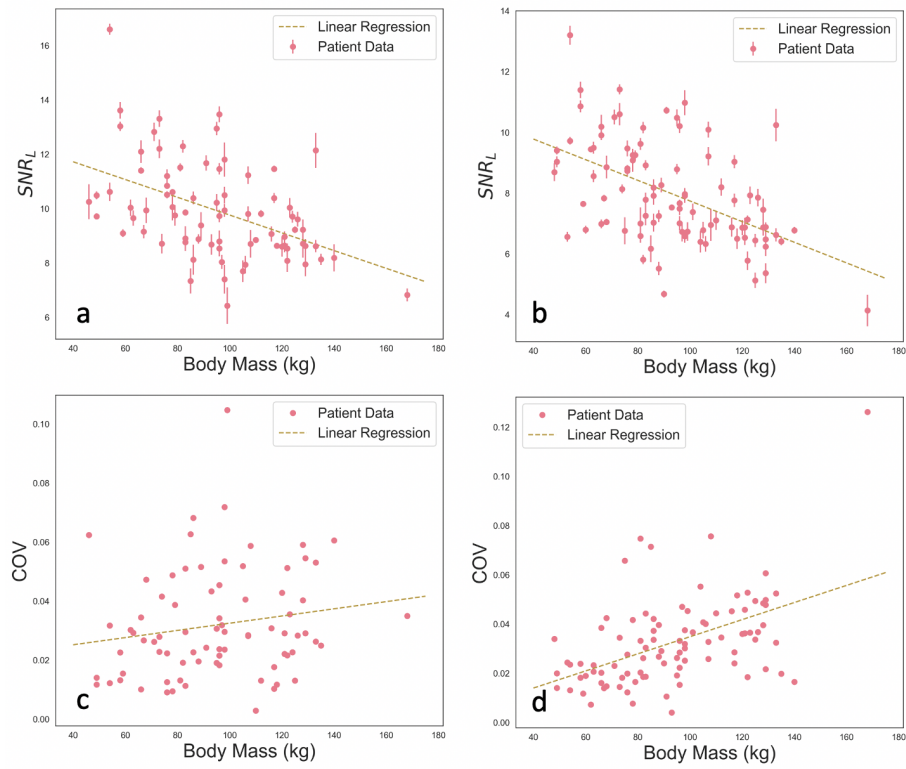 Linear Regression
Patient Data
16
14
12
10
8
6
SNR_L
40 60 80 100 120 140 160 180
Body Mass (kg)
a
Linear Regression
Patient Data
14
12
10
8
6
4
SNR_L
40 60 80 100 120 140 160 180
Body Mass (kg)
b
Patient Data
Linear Regression
0.10
0.08
0.06
0.04
0.02
0.00
COV
40 60 80 100 120 140 160 180
Body Mass (kg)
c
Patient Data
Linear Regression
0.12
0.10
0.08
0.06
0.04
0.02
0.00
COV
40 60 80 100 120 140 160 180
Body Mass (kg)
d